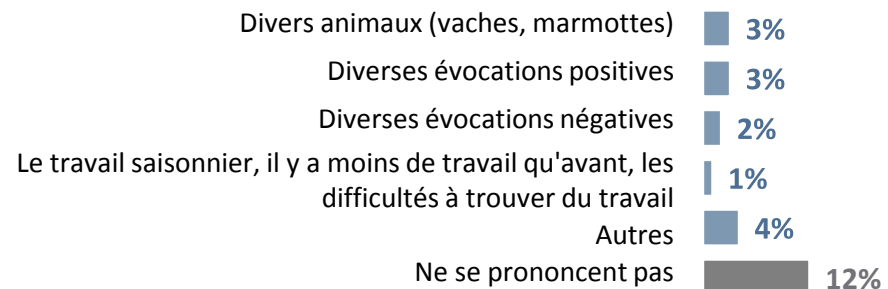 Divers animaux (vaches, marmottes) 3%
Diverses évocations positives 3%
Diverses évocations négatives 2%
Le travail saisonnier, il y a moins de travail qu'avant, les
difficultés à trouver du travail 1%
Autres 4%
Ne se prononcent pas 12%